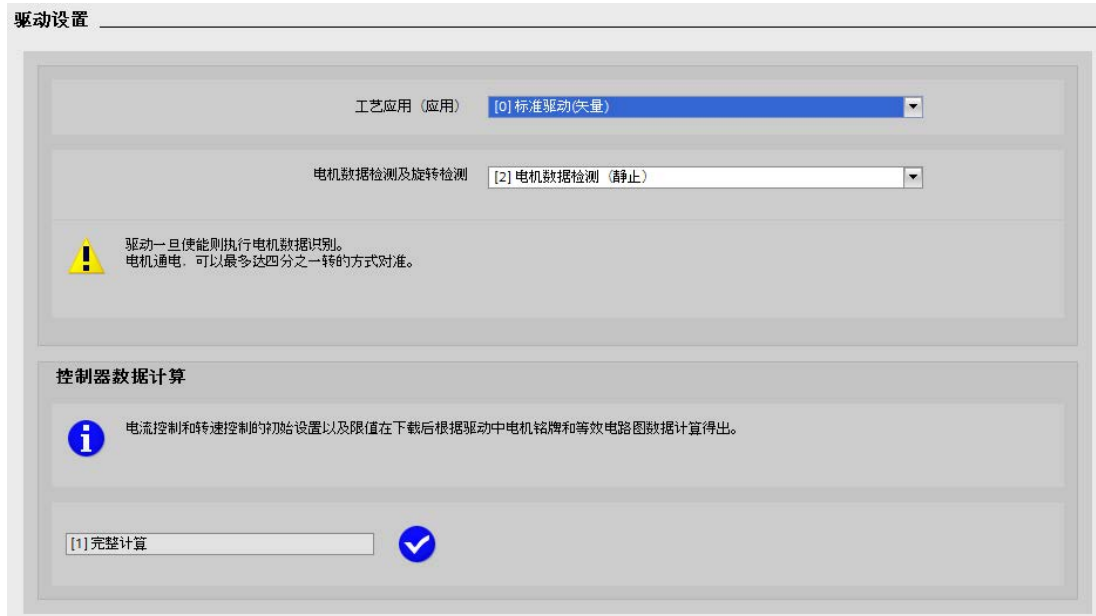 驱动设置
工艺应用（应用）
[0]标准驱动(矢量)
电机数据检测及旋转检测
[2]电机数据检测（静止）
驱动一旦使能则执行电机数据识别。
电机通电，可以最多达四分之一转的方式对准。
控制器数据计算
电流控制和转速控制的初始设置以及限值在下载后根据驱动中电机铭牌和等效电路图数据计算得出。
[1]完整计算